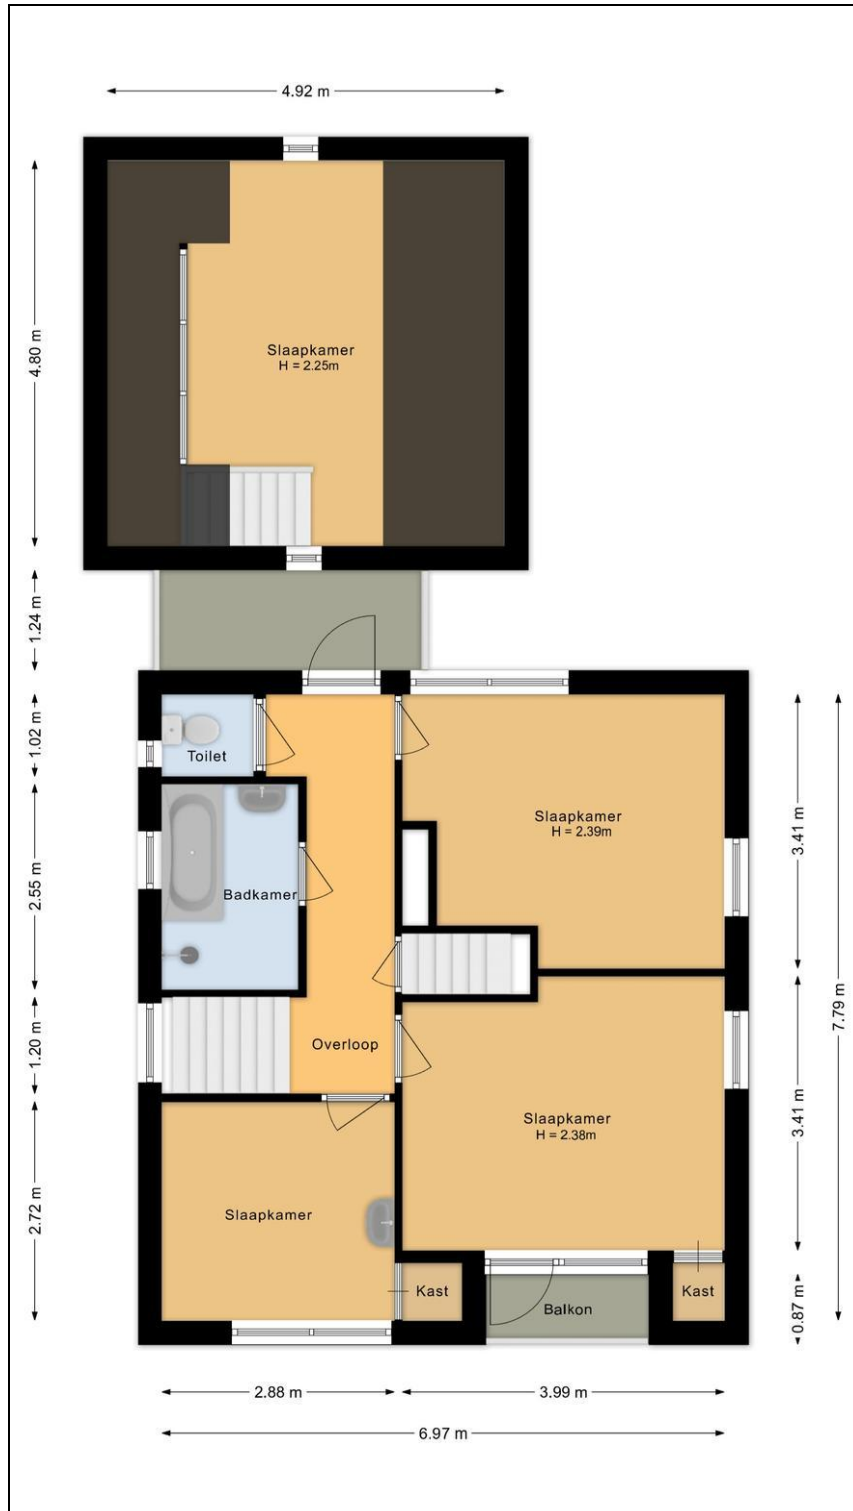 4.92 m
4.80 m
Slaapkamer
H = 2.25m
1.24 m
1.02 m
Toilet
Slaapkamer
H = 2.39m
3.41 m
2.55 m
Badkamer
7.79 m
1.20 m
Overloop
Slaapkamer
H = 2.38m
3.41 m
2.72 m
Slaapkamer
Kast
Balkon
Kast
0.87 m
2.88 m
3.99 m
6.97 m